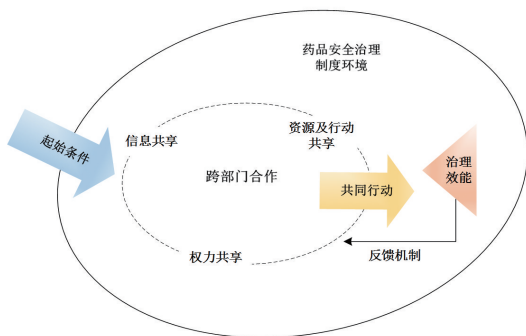 药品安全治理
制度环境
起始条件
信息共享
资源及行动
共享
跨部门合作
共同行动
治理
效能
权力共享
反馈机制